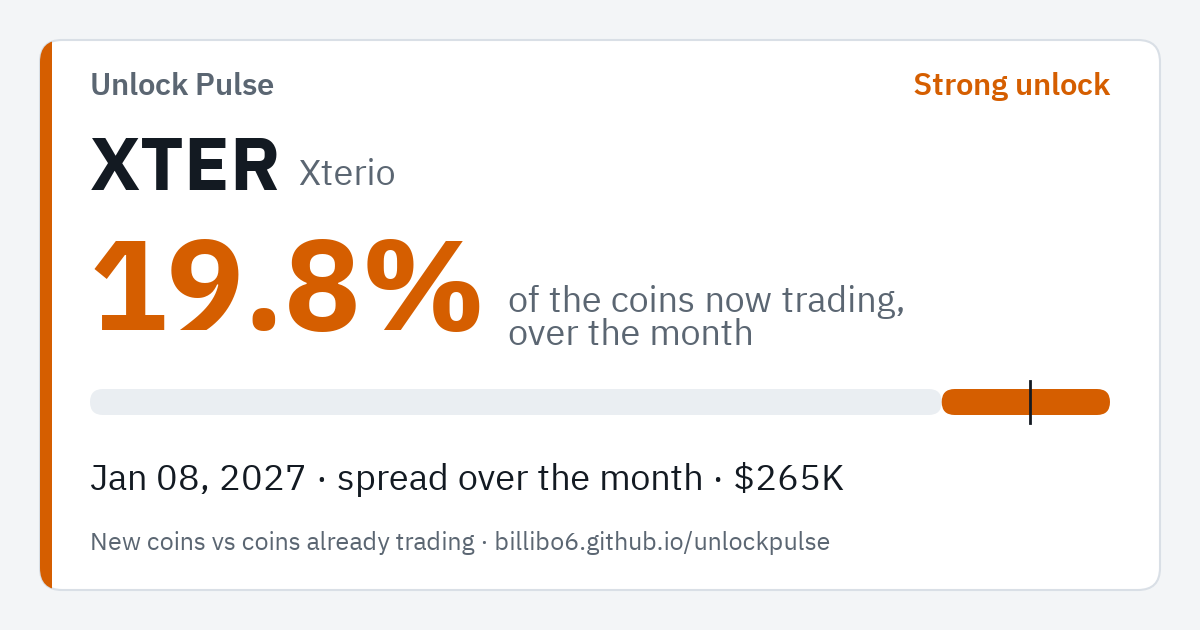 Unlock Pulse
Strong unlock
XTER Xterio
19.8% of the coins now trading,
over the month
Jan 08, 2027 · spread over the month · $265K
New coins vs coins already trading · billibo6.github.io/unlockpulse